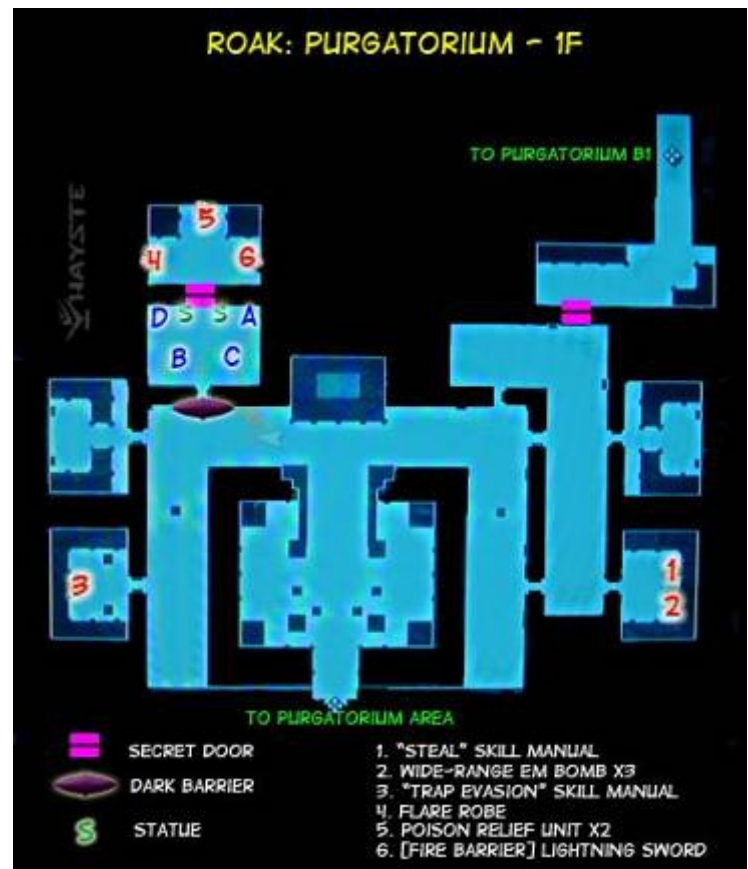 ROAK: PURGATORIUM - 1F
TO PURGATORIUM B1
HAYSTE
5
4 6
D S S A
B C
3
1
2
TO PURGATORIUM AREA
SECRET DOOR
DARK BARRIER
S STATUE
1. "STEAL" SKILL MANUAL
2. WIDE-RANGE EM BOMB X3
3. "TRAP EVASION" SKILL MANUAL
4. FLARE ROBE
5. POISON RELIEF UNIT X2
6. [FIRE BARRIER] LIGHTNING SWORD